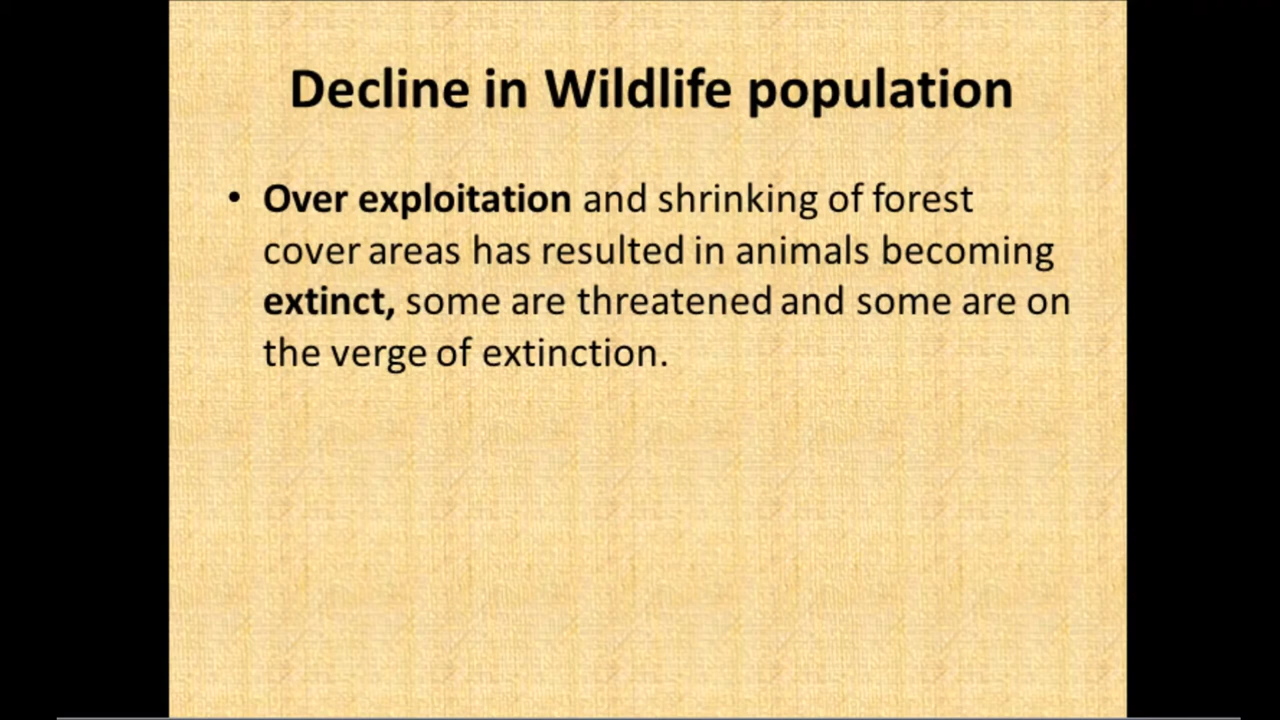 Decline in Wildlife population
• Over exploitation and shrinking of forest
cover areas has resulted in animals becoming
extinct, some are threatened and some are on
the verge of extinction.